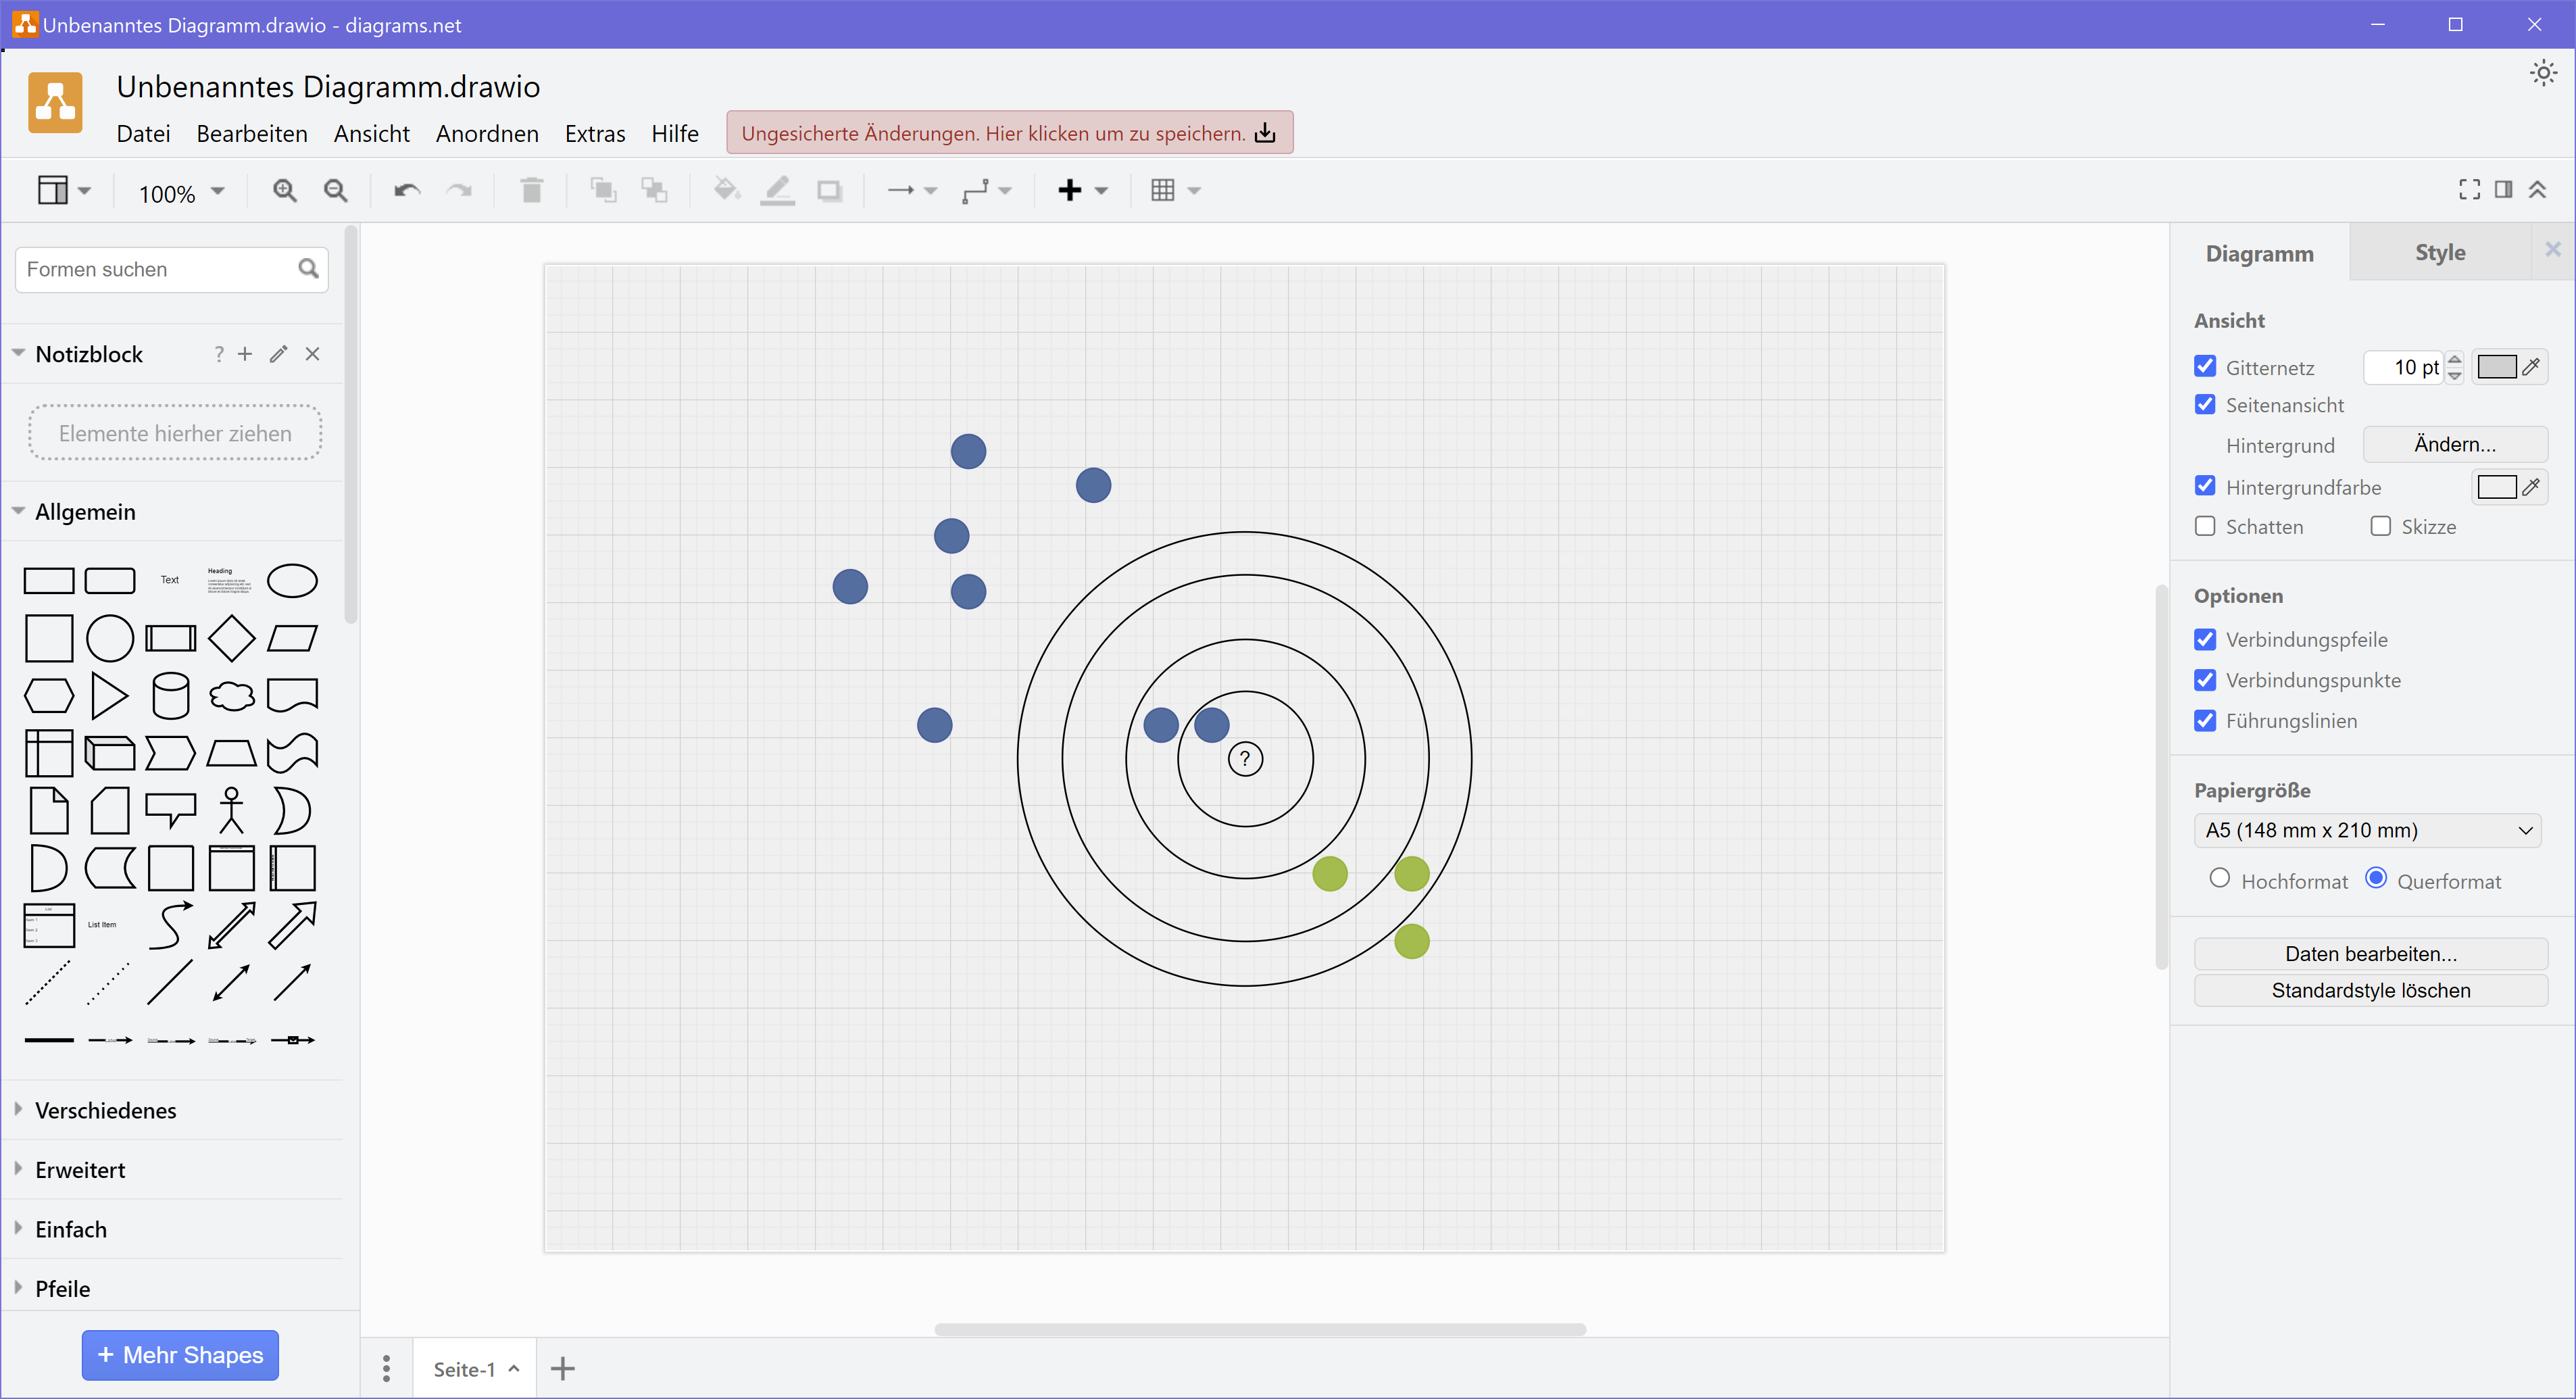 Unbenanntes Diagramm.drawio - diagrams.net
Unbenanntes Diagramm.drawio
Datei Bearbeiten Ansicht Anordnen Extras Hilfe Ungesicherte Änderungen. Hier klicken um zu speichern.
100%
Formen suchen
Notizblock ?
Elemente hierher ziehen
Allgemein
Text
Heading
List Item
Verschiedenes
Erweitert
Einfach
Pfeile
+ Mehr Shapes
?
Seite-1
Diagramm Style
Ansicht
Gitternetz 10 pt
Seitenansicht
Hintergrund Ändern...
Hintergrundfarbe
Schatten Skizze
Optionen
Verbindungspfeile
Verbindungspunkte
Führungslinien
Papiergröße
A5 (148 mm x 210 mm)
Hochformat Querformat
Daten bearbeiten...
Standardstyle löschen